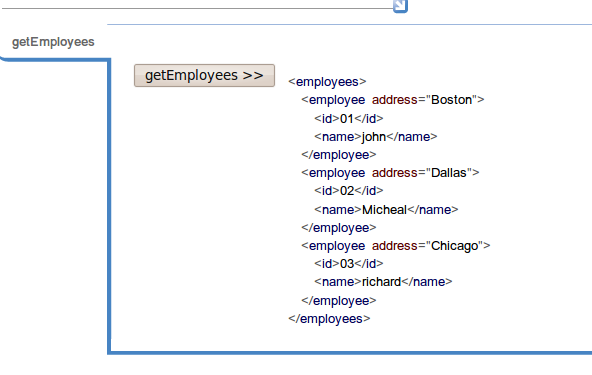 getEmployees
getEmployees >>
<employees>
<employee address="Boston">
<id>01</id>
<name>john</name>
</employee>
<employee address="Dallas">
<id>02</id>
<name>Micheal</name>
</employee>
<employee address="Chicago">
<id>03</id>
<name>richard</name>
</employee>
</employees>